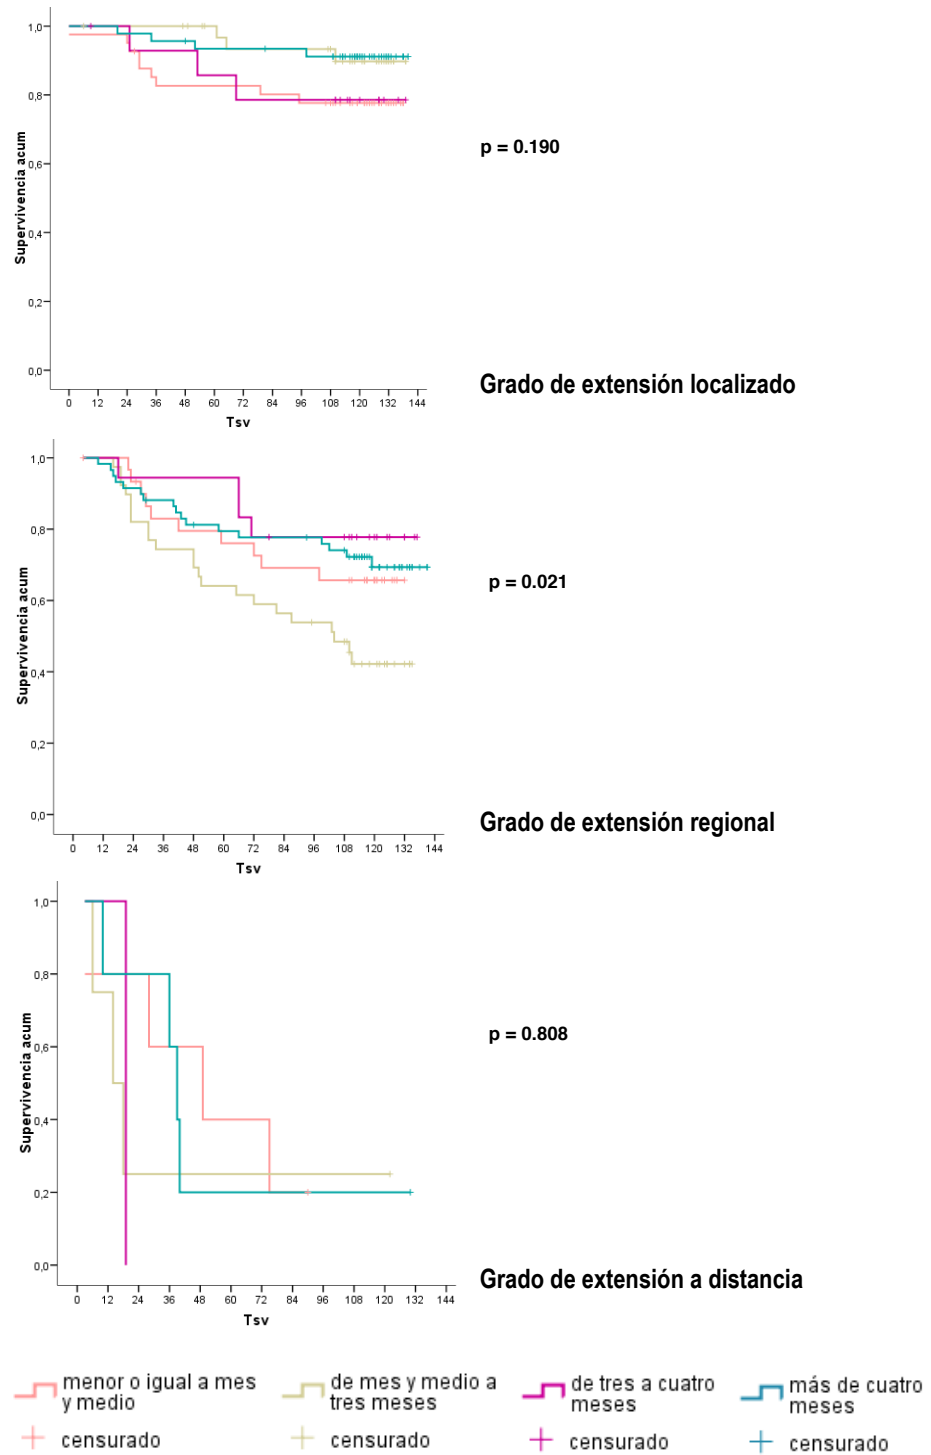 1,0
0,8
0,6
0,4
0,2
0,0
Supervivencia acum
0 12 24 36 48 60 72 84 96 108 120 132 144
Tsv
p = 0.190
Grado de extensión localizado
1,0
0,8
0,6
0,4
0,2
0,0
Supervivencia acum
0 12 24 36 48 60 72 84 96 108 120 132 144
Tsv
p = 0.021
Grado de extensión regional
1,0
0,8
0,6
0,4
0,2
0,0
Supervivencia acum
0 12 24 36 48 60 72 84 96 108 120 132 144
Tsv
p = 0.808
Grado de extensión a distancia
menor o igual a mes
y medio
de mes y medio a
tres meses
de tres a cuatro
meses
más de cuatro
meses
censurado
censurado
censurado
censurado